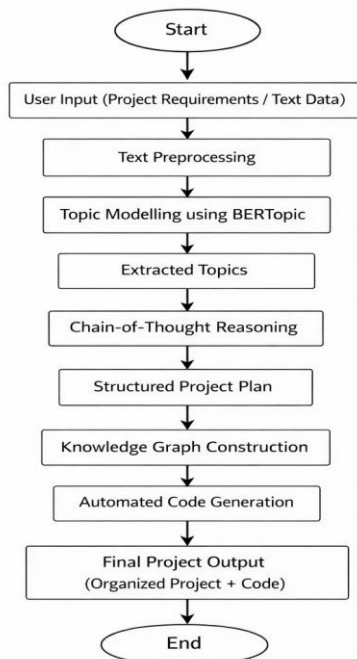 Start
User Input (Project Requirements / Text Data)
Text Preprocessing
Topic Modelling using BERTopic
Extracted Topics
Chain-of-Thought Reasoning
Structured Project Plan
Knowledge Graph Construction
Automated Code Generation
Final Project Output
(Organized Project + Code)
End